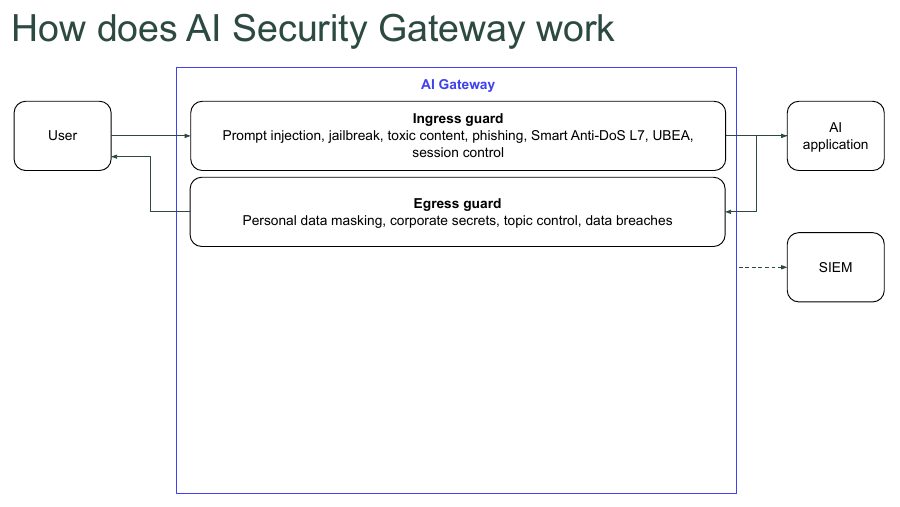 How does AI Security Gateway work
AI Gateway
User
Ingress guard
Prompt injection, jailbreak, toxic content, phishing, Smart Anti-DoS L7, UBEA,
session control
AI
application
Egress guard
Personal data masking, corporate secrets, topic control, data breaches
SIEM